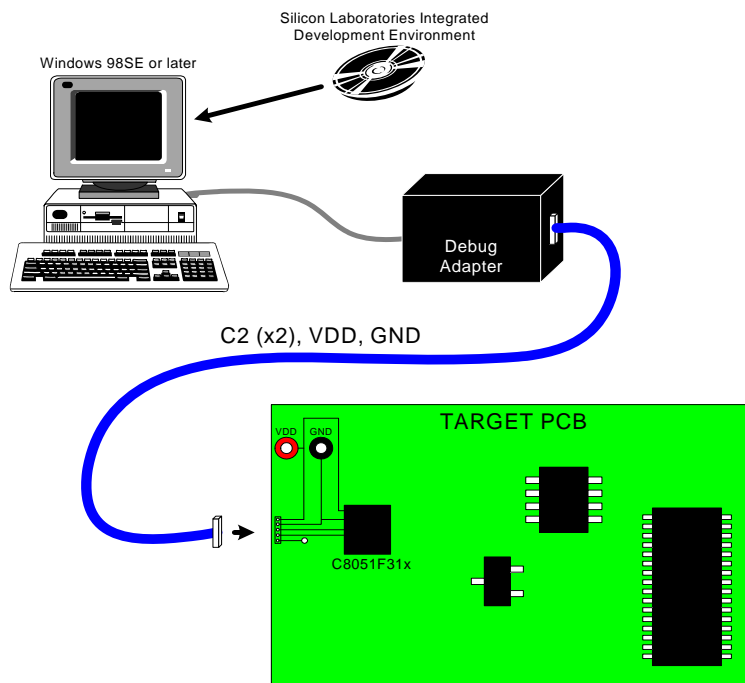 Silicon Laboratories Integrated
Development Environment
Windows 98SE or later
Debug
Adapter
C2 (x2), VDD, GND
TARGET PCB
VDD
GND
C8051F31x